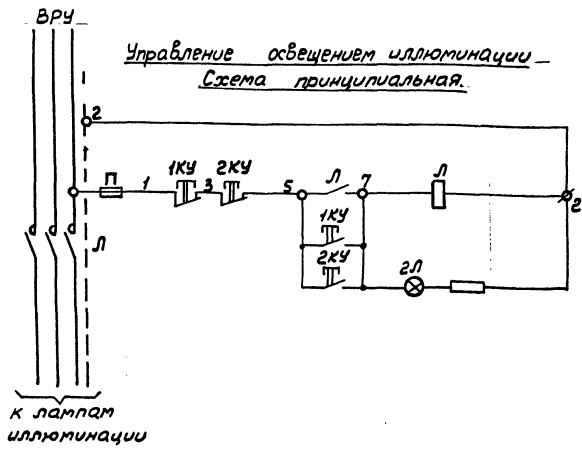 ВРУ
Управление освещением иллюминации
Схема принципиальная.
2
П
1
1КУ
3
2КУ
5
Л
7
Л
2
1КУ
2КУ
2Л
Л
к лампам
иллюминации